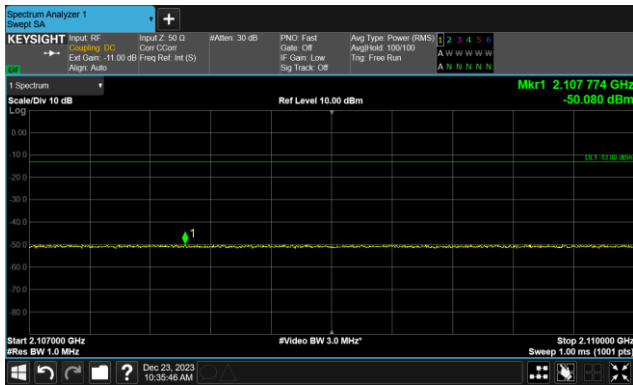 Spectrum Analyzer 1
Swept SA
KEYSIGHT Input: RF Input Z: 50 Ω #Atten: 30 dB PNO: Fast Avg Type: Power (RMS) 1 2 3 4 5 6
Coupling: DC Corr CCorr Gate: Off Avg|Hold: 100/100 A W W W W W
Ext Gain: -11.00 dB Freq Ref: Int (S) IF Gain: Low Trig: Free Run
Align: Auto Sig Track: Off A N N N N N
1 Spectrum Mkr1 2.107 774 GHz
Scale/Div 10 dB Ref Level 10.00 dBm -50.080 dBm
Log
0.00
-10.0
DL1 -13.00 dBm
-20.0
-30.0
-40.0
1
-50.0
-60.0
-70.0
-80.0
Start 2.107000 GHz #Video BW 3.0 MHz* Stop 2.110000 GHz
#Res BW 1.0 MHz Sweep 1.00 ms (1001 pts)
? Dec 23, 2023
10:35:46 AM